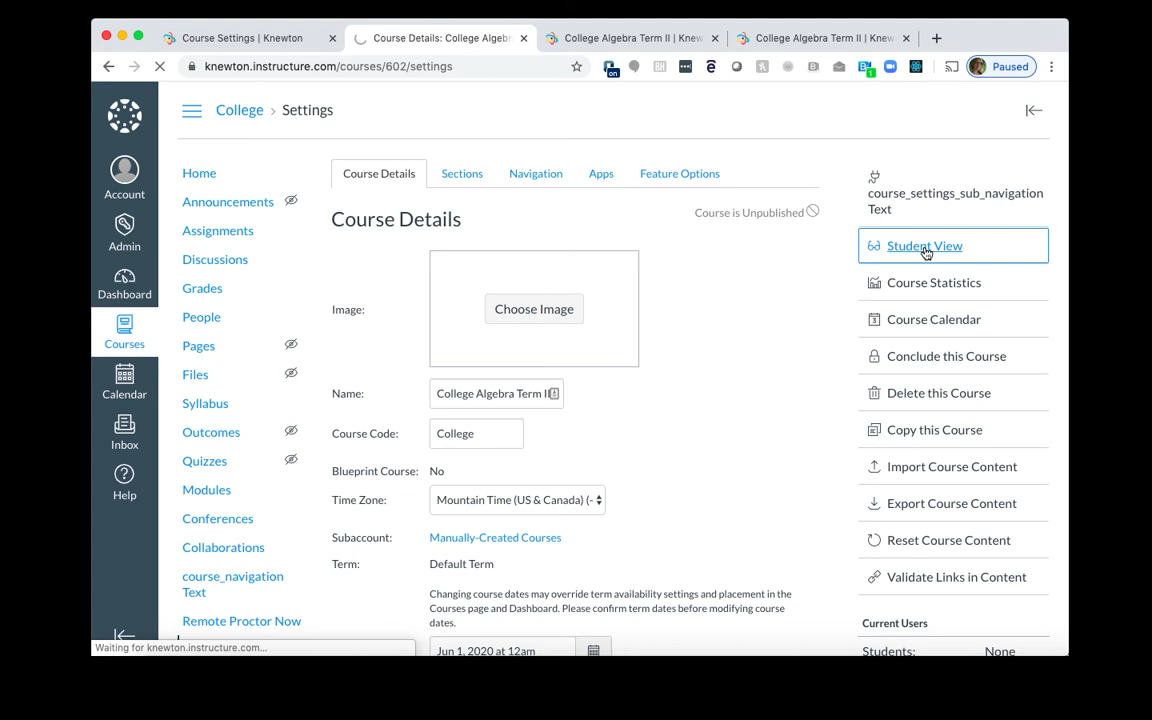 Course Settings | Knewton
Course Details: College Algebr
College Algebra Term II | Knew
College Algebra Term II | Knew
knewton.instructure.com/courses/602/settings
on
1
Paused
College > Settings
Account
Admin
Dashboard
Courses
Calendar
Inbox
Help
Home
Announcements
Assignments
Discussions
Grades
People
Pages
Files
Syllabus
Outcomes
Quizzes
Modules
Conferences
Collaborations
course_navigation
Text
Remote Proctor Now
Course Details
Sections
Navigation
Apps
Feature Options
Course Details
Course is Unpublished
Image:
Choose Image
Name:
College Algebra Term II
Course Code:
College
Blueprint Course:
No
Time Zone:
Mountain Time (US & Canada) (-
Subaccount:
Manually-Created Courses
Term:
Default Term
Changing course dates may override term availability settings and placement in the
Courses page and Dashboard. Please confirm term dates before modifying course
dates.
Jun 1, 2020 at 12am
course_settings_sub_navigation
Text
Student View
Course Statistics
Course Calendar
Conclude this Course
Delete this Course
Copy this Course
Import Course Content
Export Course Content
Reset Course Content
Validate Links in Content
Current Users
Students:
None
Waiting for knewton.instructure.com...